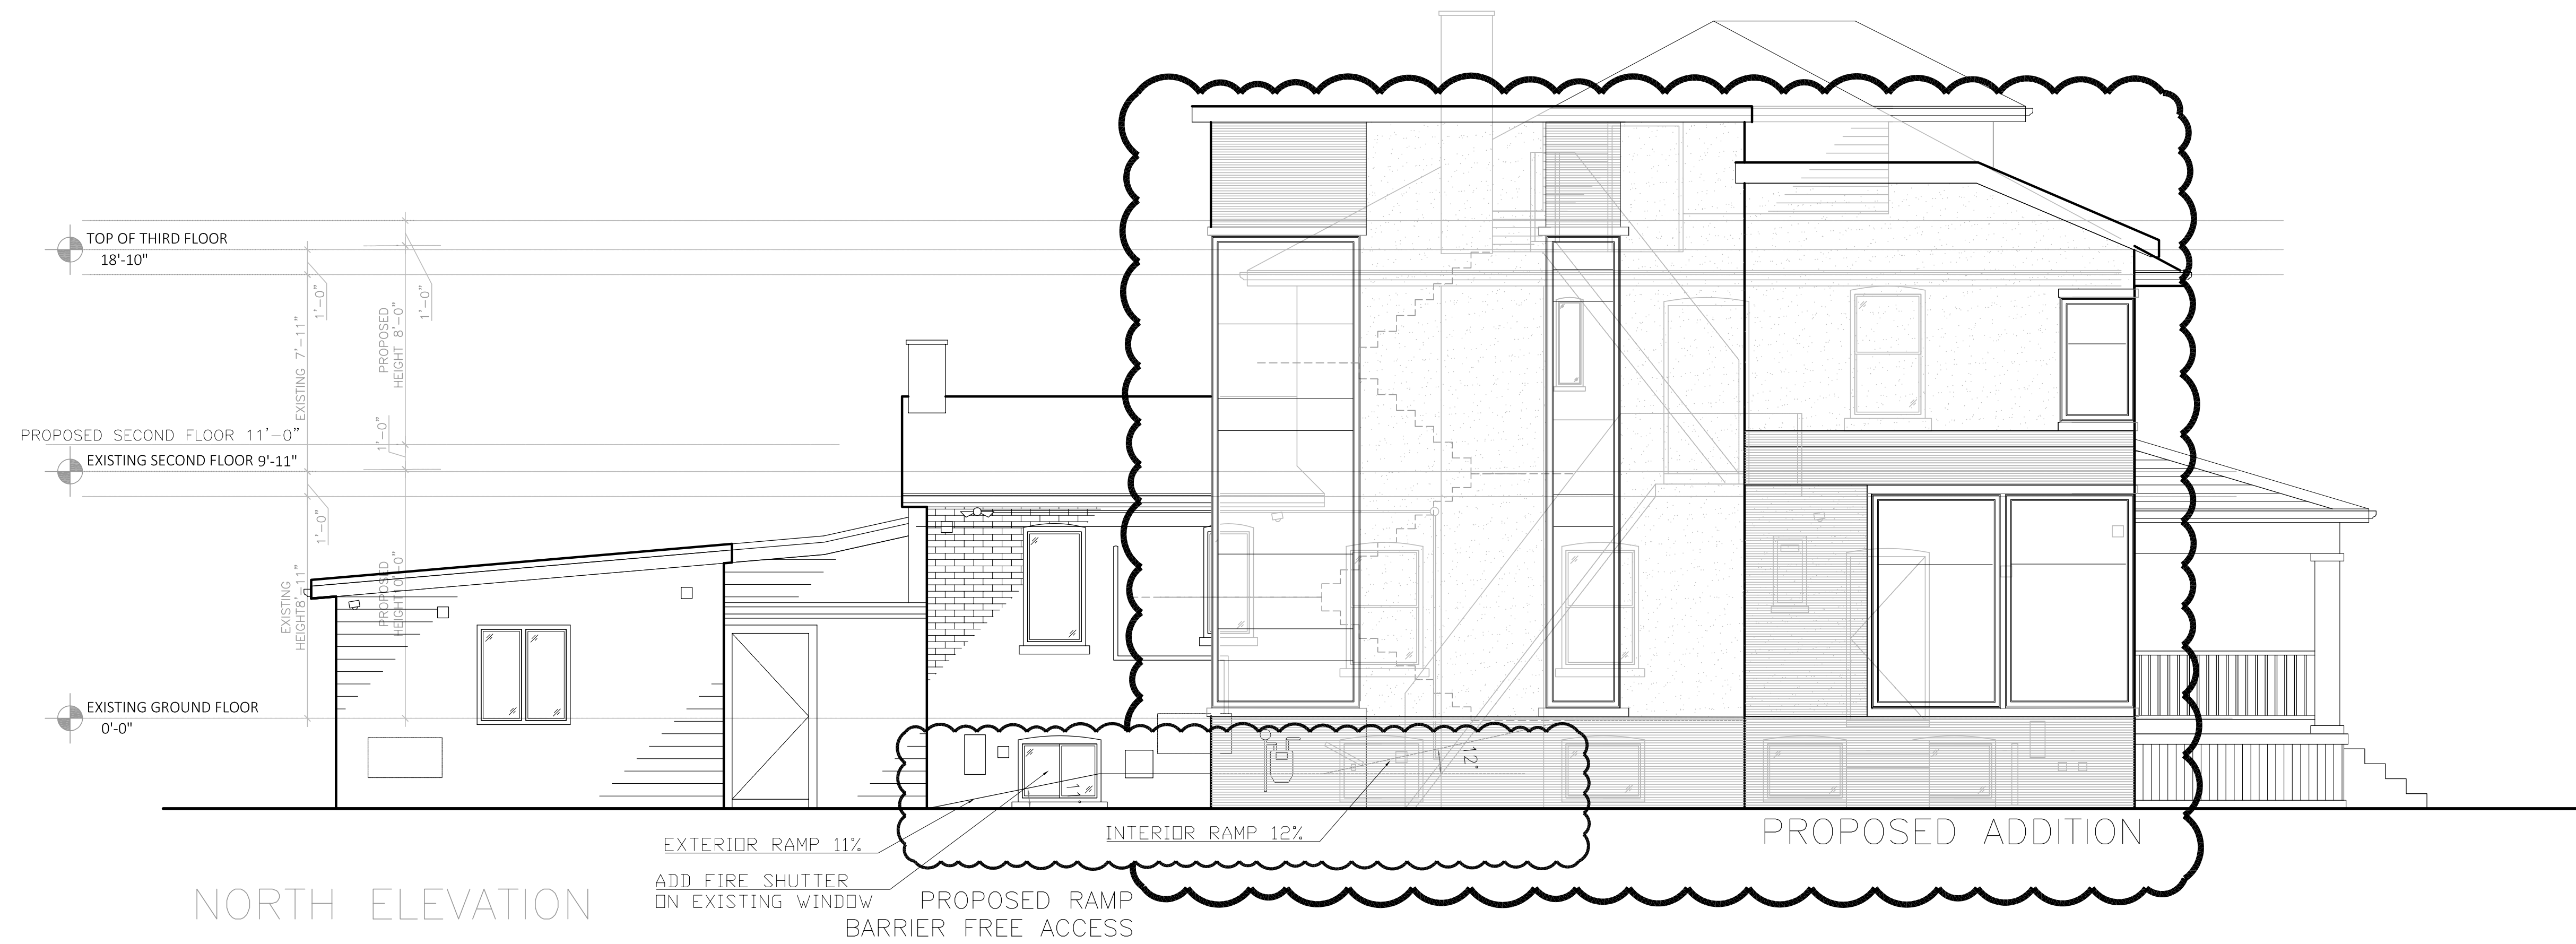 TOP OF THIRD FLOOR
18'-10"
1'-0"
1'-0"
EXISTING 7'-11"
PROPOSED
HEIGHT 8'-0"
PROPOSED SECOND FLOOR 11'-0"
EXISTING SECOND FLOOR 9'-11"
1'-0"
1'-0"
EXISTING
HEIGHT8'-11"
PROPOSED
EXISTING GROUND FLOOR
0'-0"
12°
EXTERIOR RAMP 11%
INTERIOR RAMP 12%
ADD FIRE SHUTTER
ON EXISTING WINDOW
PROPOSED RAMP
BARRIER FREE ACCESS
PROPOSED ADDITION
NORTH ELEVATION